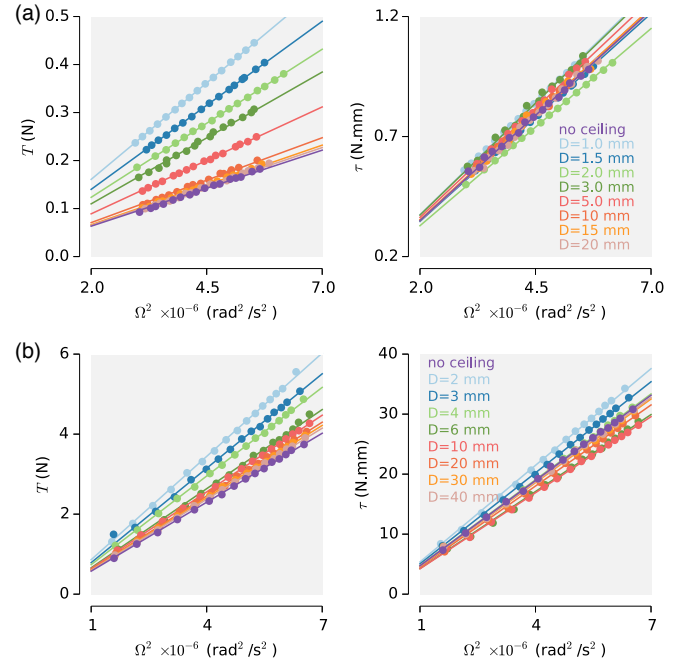 (a)
0.5
0.4
0.3
0.2
0.1
0.0
T (N)
2.0 4.5 7.0
Ω² ×10⁻⁶ (rad²/s²)
1.2
0.7
0.2
τ (N.mm)
no ceiling
D=1.0 mm
D=1.5 mm
D=2.0 mm
D=3.0 mm
D=5.0 mm
D=10 mm
D=15 mm
D=20 mm
2.0 4.5 7.0
Ω² ×10⁻⁶ (rad²/s²)
(b)
6
4
2
0
T (N)
1 4 7
Ω² ×10⁻⁶ (rad²/s²)
40
30
20
10
0
τ (N.mm)
no ceiling
D=2 mm
D=3 mm
D=4 mm
D=6 mm
D=10 mm
D=20 mm
D=30 mm
D=40 mm
1 4 7
Ω² ×10⁻⁶ (rad²/s²)